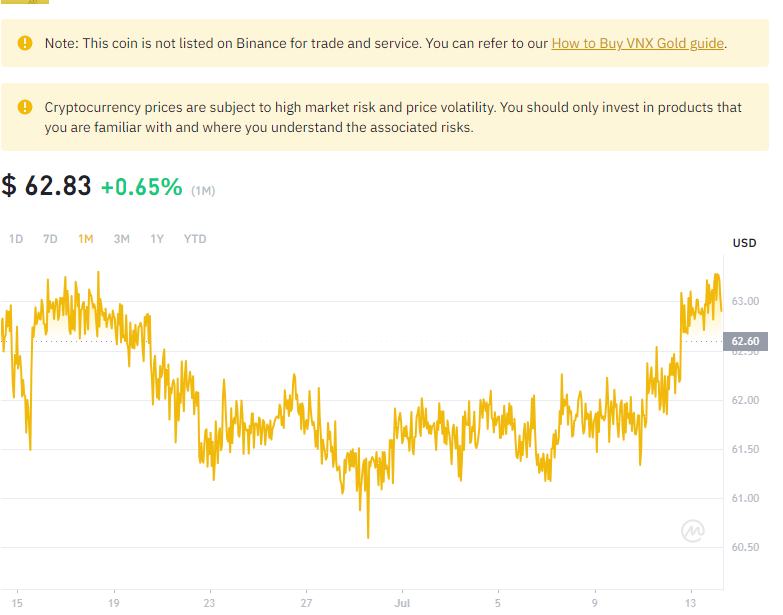 Note: This coin is not listed on Binance for trade and service. You can refer to our How to Buy VNX Gold guide.
Cryptocurrency prices are subject to high market risk and price volatility. You should only invest in products that
you are familiar with and where you understand the associated risks.
$ 62.83 +0.65% (1M)
1D 7D 1M 3M 1Y YTD
USD
63.00
62.60
62.50
62.00
61.50
61.00
60.50
15 19 23 27 Jul 5 9 13